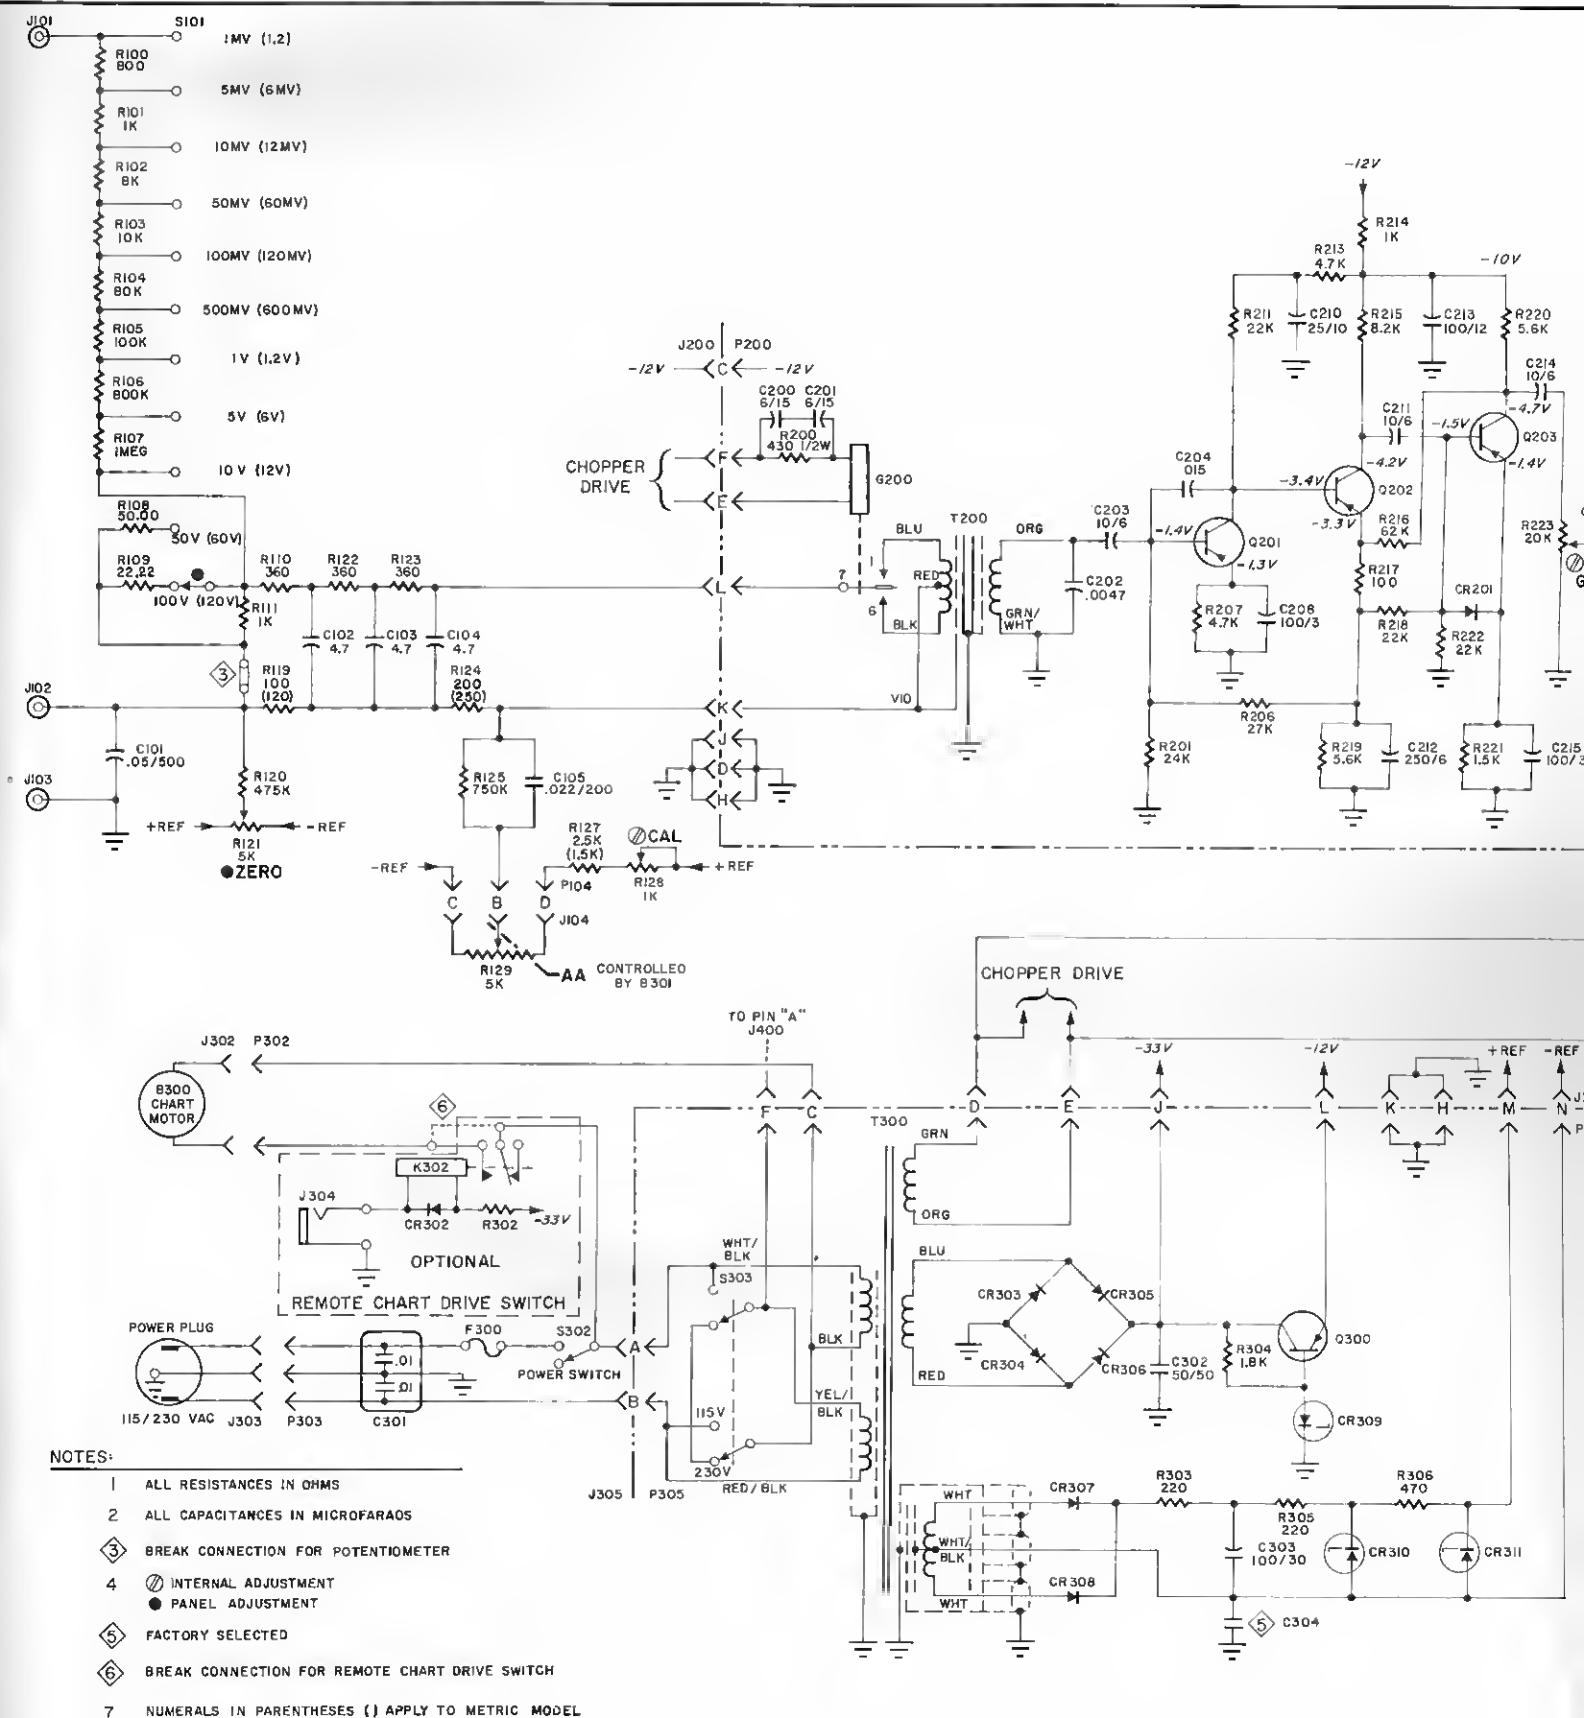 J101
S101
1MV (1.2)
R100
800
5MV (6MV)
R101
1K
10MV (12MV)
R102
8K
50MV (60MV)
R103
10K
100MV (120MV)
R104
80K
500MV (600MV)
R105
100K
1V (1.2V)
R106
800K
5V (6V)
R107
1MEG
10V (12V)
R108
50.00
50V (60V)
R109
22.22
100V (120V)
R110
360
R122
360
R123
360
R111
1K
C102
4.7
C103
4.7
C104
4.7
3
R119
100
(120)
R124
200
(250)
J102
C101
.05/500
J103
R120
475K
+REF
-REF
R121
5K
ZERO
R125
750K
C105
.022/200
R127
2.5K
(1.5K)
CAL
-REF
+REF
P104
R128
1K
C
B
D
J104
R129
5K
AA
CONTROLLED
BY B301
J200
P200
-12V
C
-12V
C200
6/15
C201
6/15
R200
430 1/2W
CHOPPER
DRIVE
F
E
G200
L
7
1
6
BLU
RED
BLK
T200
ORG
GRN/
WHT
VIO
K
J
D
H
C203
10/6
C202
.0047
C204
015
-1.4V
Q201
-1.3V
R207
4.7K
C208
100/3
R206
27K
R201
24K
-12V
R214
1K
R213
4.7K
-10V
R211
22K
C210
25/10
R215
8.2K
C213
100/12
R220
5.6K
C214
10/6
C211
10/6
-1.5V
-4.7V
Q203
-1.4V
-4.2V
-3.4V
Q202
-3.3V
R216
62K
R217
100
CR201
R218
22K
R222
22K
R223
20K
G
R219
5.6K
C212
250/6
R221
1.5K
C215
100/3
CHOPPER DRIVE
TO PIN "A"
J400
J302
P302
B300
CHART
MOTOR
6
K302
J304
CR302
R302
-33V
OPTIONAL
REMOTE CHART DRIVE SWITCH
F
C
D
E
J
L
K
H
M
N
-33V
-12V
+REF
-REF
T300
GRN
ORG
BLU
RED
WHT/
BLK
S303
BLK
YEL/
BLK
115V
230V
RED/BLK
J305
P305
POWER PLUG
F300
S302
POWER SWITCH
A
B
.01
.01
115/230 VAC
J303
P303
C301
CR303
CR305
CR304
CR306
C302
50/50
R304
1.8K
Q300
CR309
WHT
WHT/
BLK
WHT
CR307
CR308
R303
220
R305
220
R306
470
C303
100/30
CR310
CR311
5
C304
NOTES:
1 ALL RESISTANCES IN OHMS
2 ALL CAPACITANCES IN MICROFARADS
3 BREAK CONNECTION FOR POTENTIOMETER
4 INTERNAL ADJUSTMENT
PANEL ADJUSTMENT
5 FACTORY SELECTED
6 BREAK CONNECTION FOR REMOTE CHART DRIVE SWITCH
7 NUMERALS IN PARENTHESES () APPLY TO METRIC MODEL